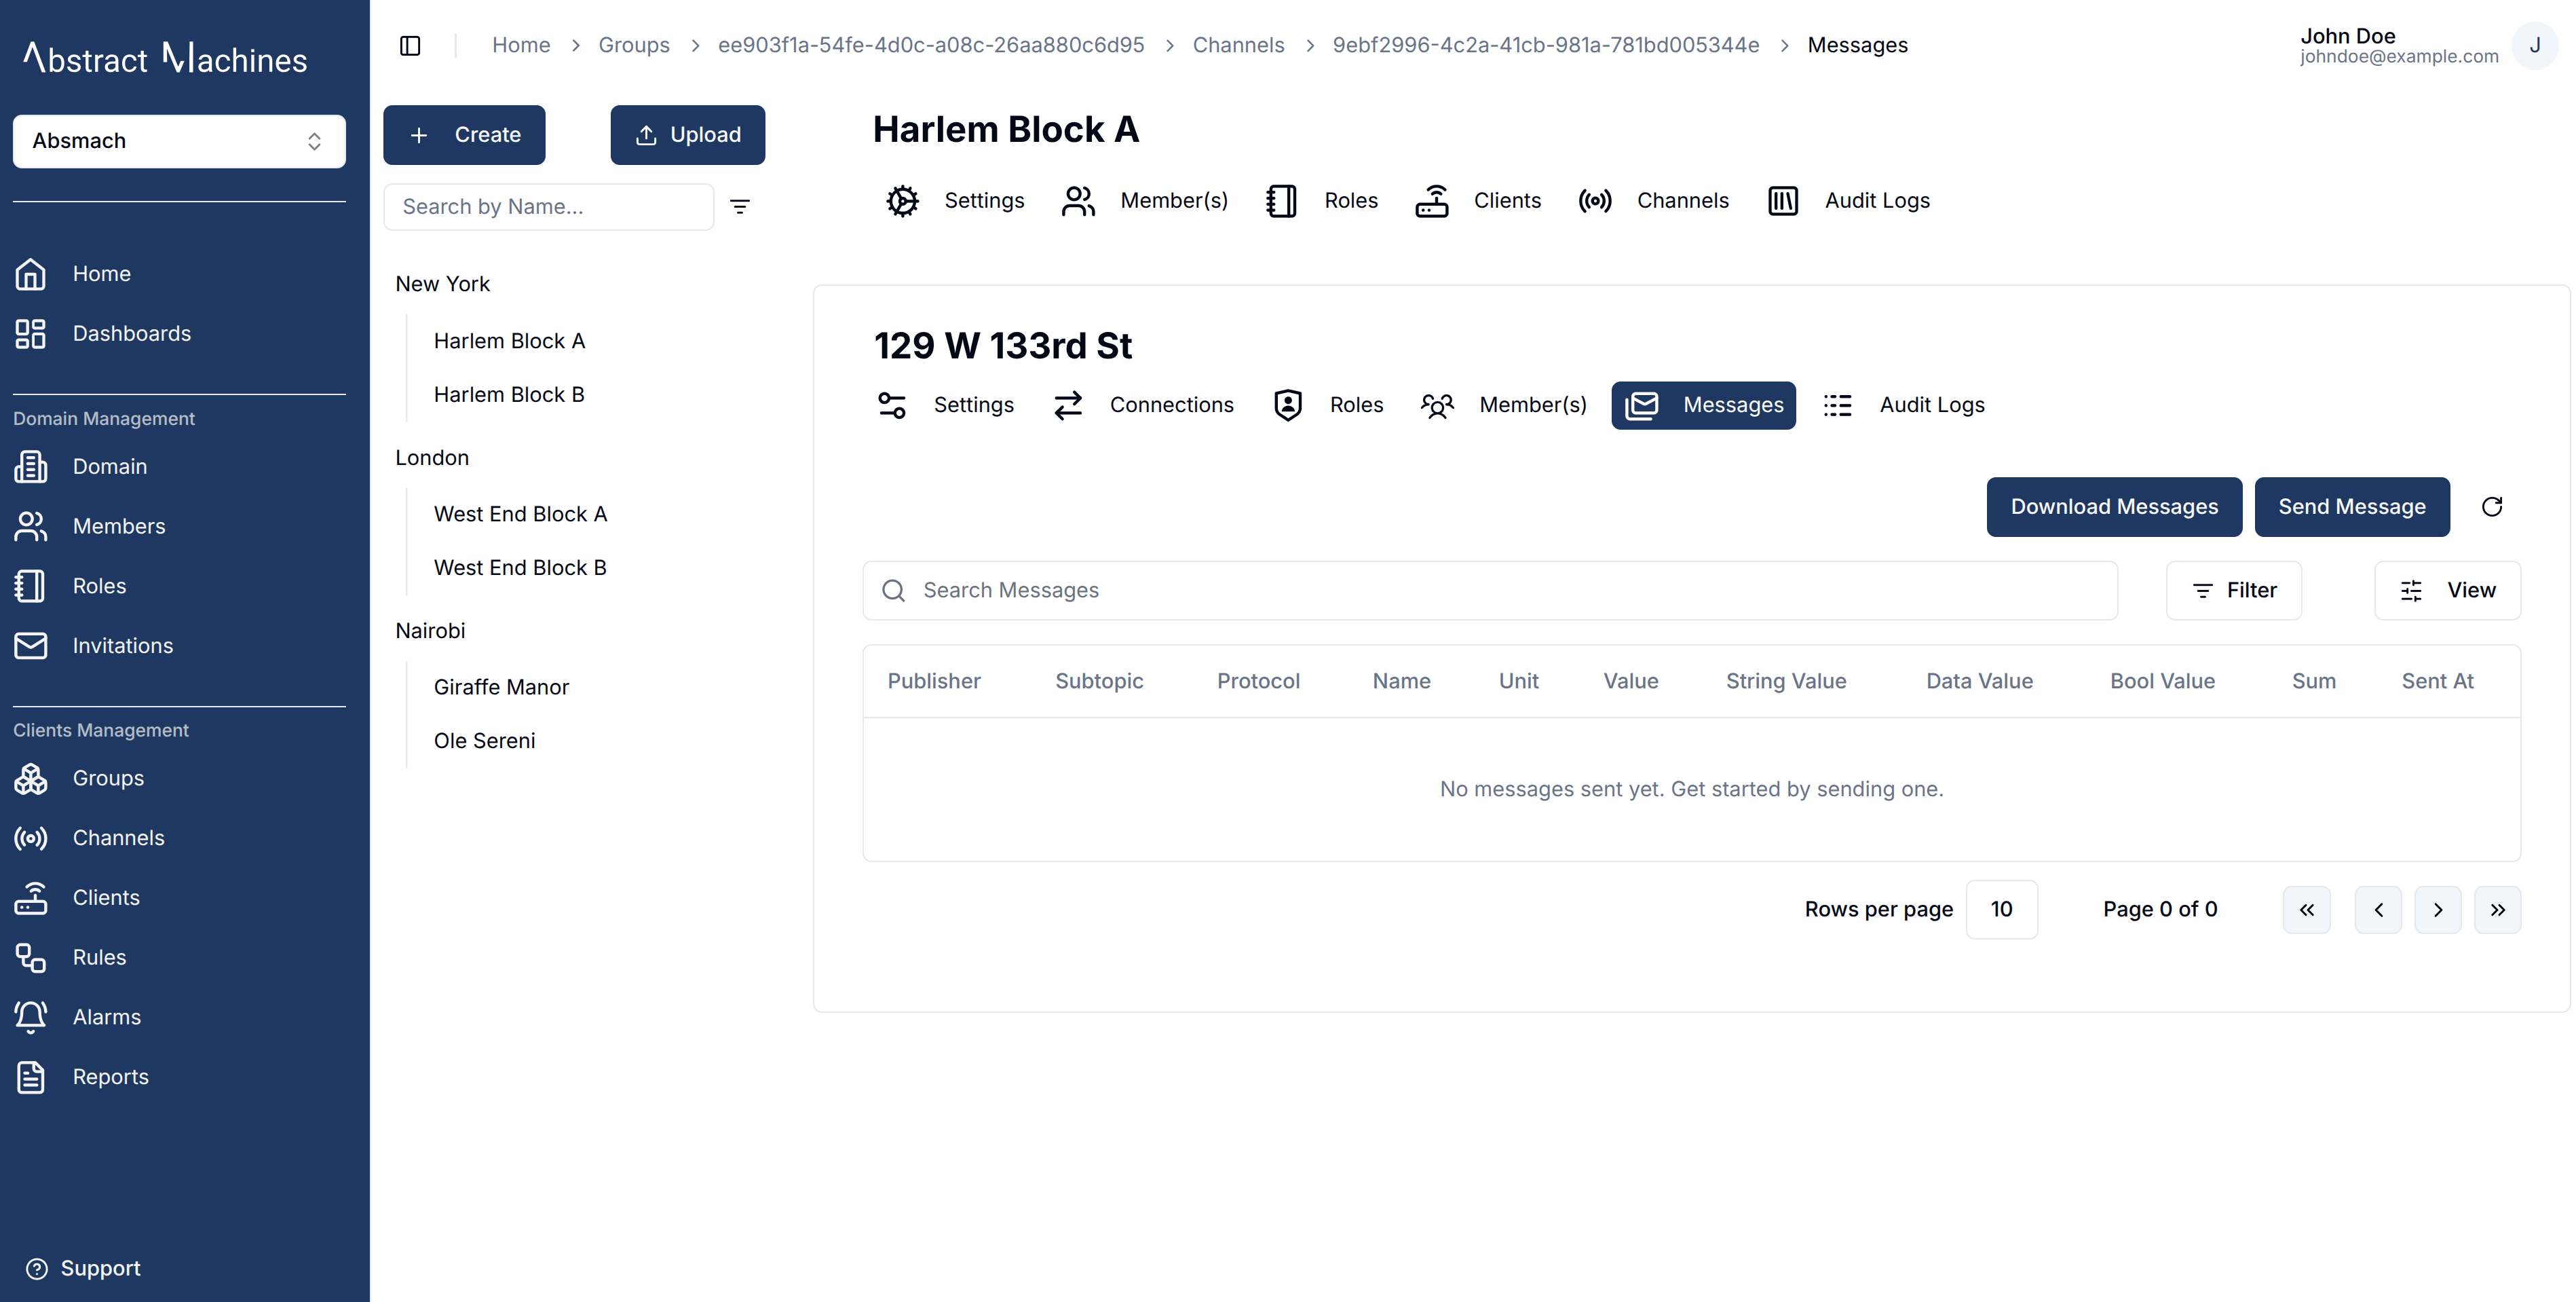 Abstract Machines
Absmach
Home
Dashboards
Domain Management
Domain
Members
Roles
Invitations
Clients Management
Groups
Channels
Clients
Rules
Alarms
Reports
Support
Home > Groups > ee903f1a-54fe-4d0c-a08c-26aa880c6d95 > Channels > 9ebf2996-4c2a-41cb-981a-781bd005344e > Messages
John Doe
johndoe@example.com
J
Create
Upload
Search by Name...
New York
Harlem Block A
Harlem Block B
London
West End Block A
West End Block B
Nairobi
Giraffe Manor
Ole Sereni
Harlem Block A
Settings Member(s) Roles Clients Channels Audit Logs
129 W 133rd St
Settings Connections Roles Member(s) Messages Audit Logs
Download Messages Send Message
Search Messages Filter View
Publisher Subtopic Protocol Name Unit Value String Value Data Value Bool Value Sum Sent At
No messages sent yet. Get started by sending one.
Rows per page 10 Page 0 of 0